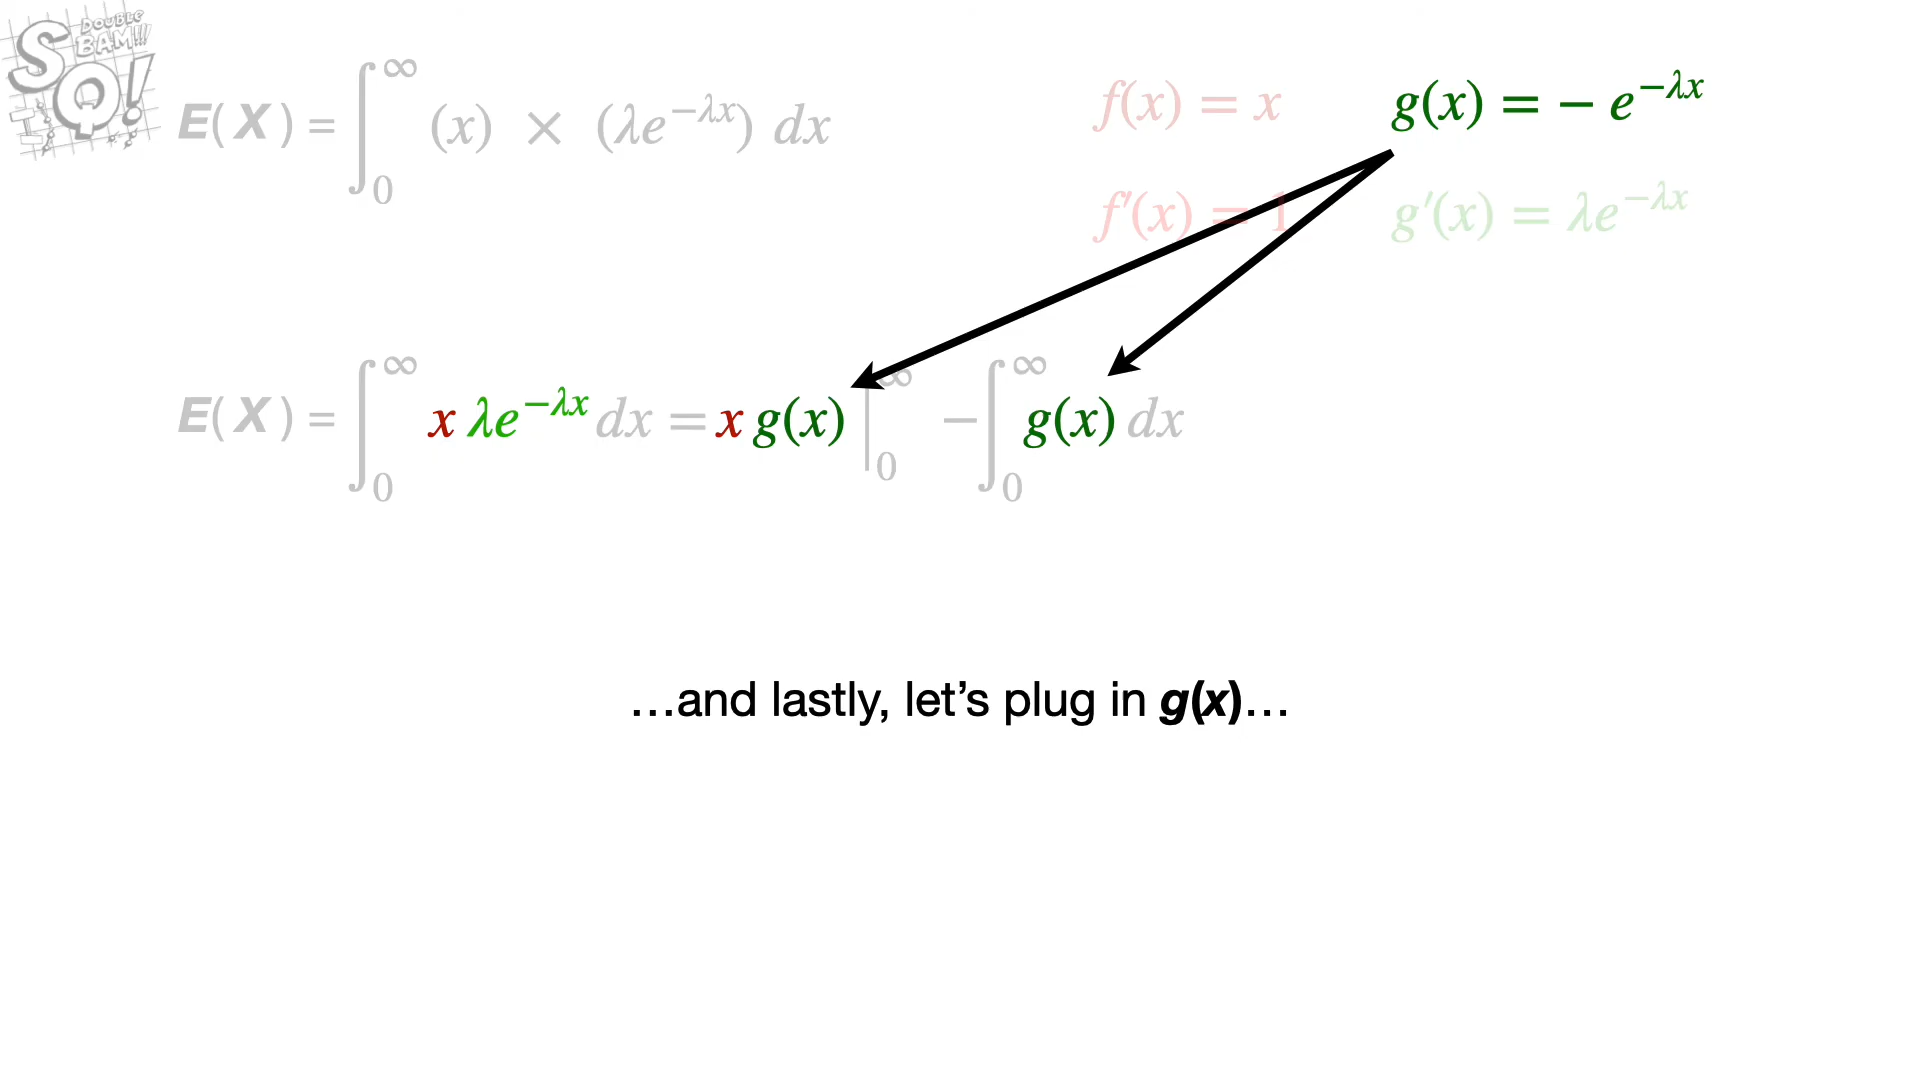 DOUBLE
BAM!!!
SQ!
E(X) = ∫₀^∞ (x) × (λe^{−λx}) dx
f(x) = x
g(x) = − e^{−λx}
f′(x) = 1
g′(x) = λe^{−λx}
E(X) = ∫₀^∞ x λe^{−λx} dx = x g(x) |₀^∞ − ∫₀^∞ g(x) dx
…and lastly, let’s plug in g(x)…